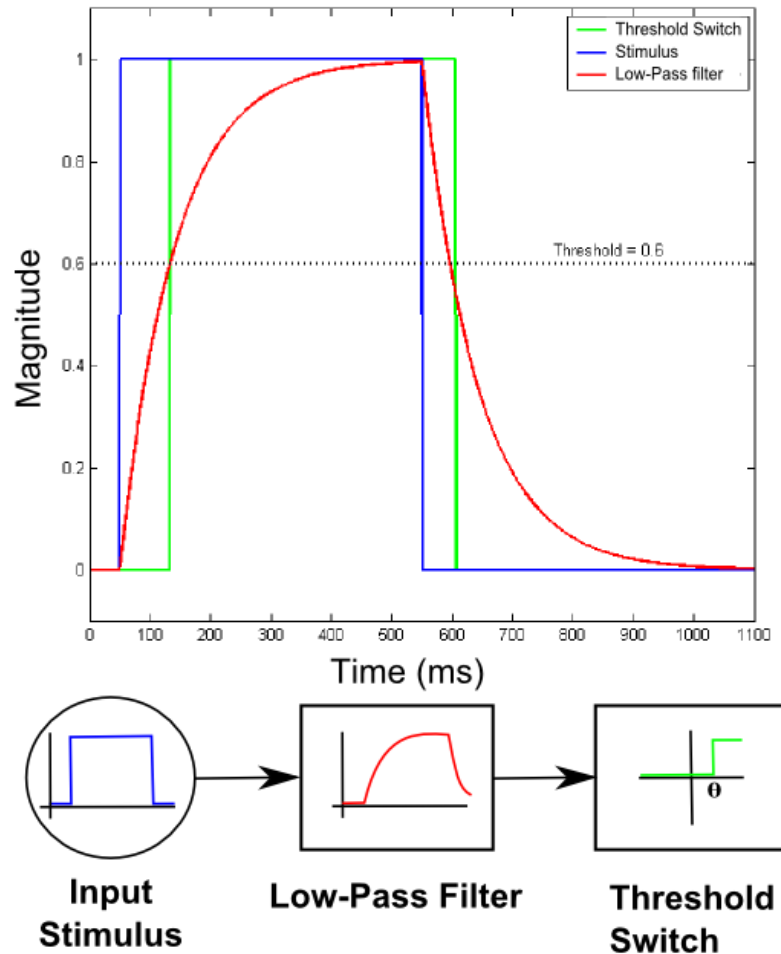 Threshold Switch
Stimulus
Low-Pass filter
1
0.8
0.6
0.4
0.2
0
Threshold = 0.6
Magnitude
0 100 200 300 400 500 600 700 800 900 1000 1100
Time (ms)
θ
Input
Stimulus
Low-Pass Filter
Threshold
Switch